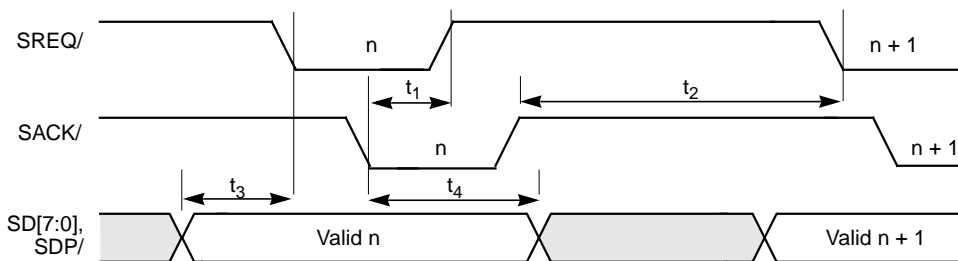 SREQ/ n n + 1
t1 t2
SACK/ n n + 1
t3 t4
SD[7:0],
SDP/ Valid n Valid n + 1